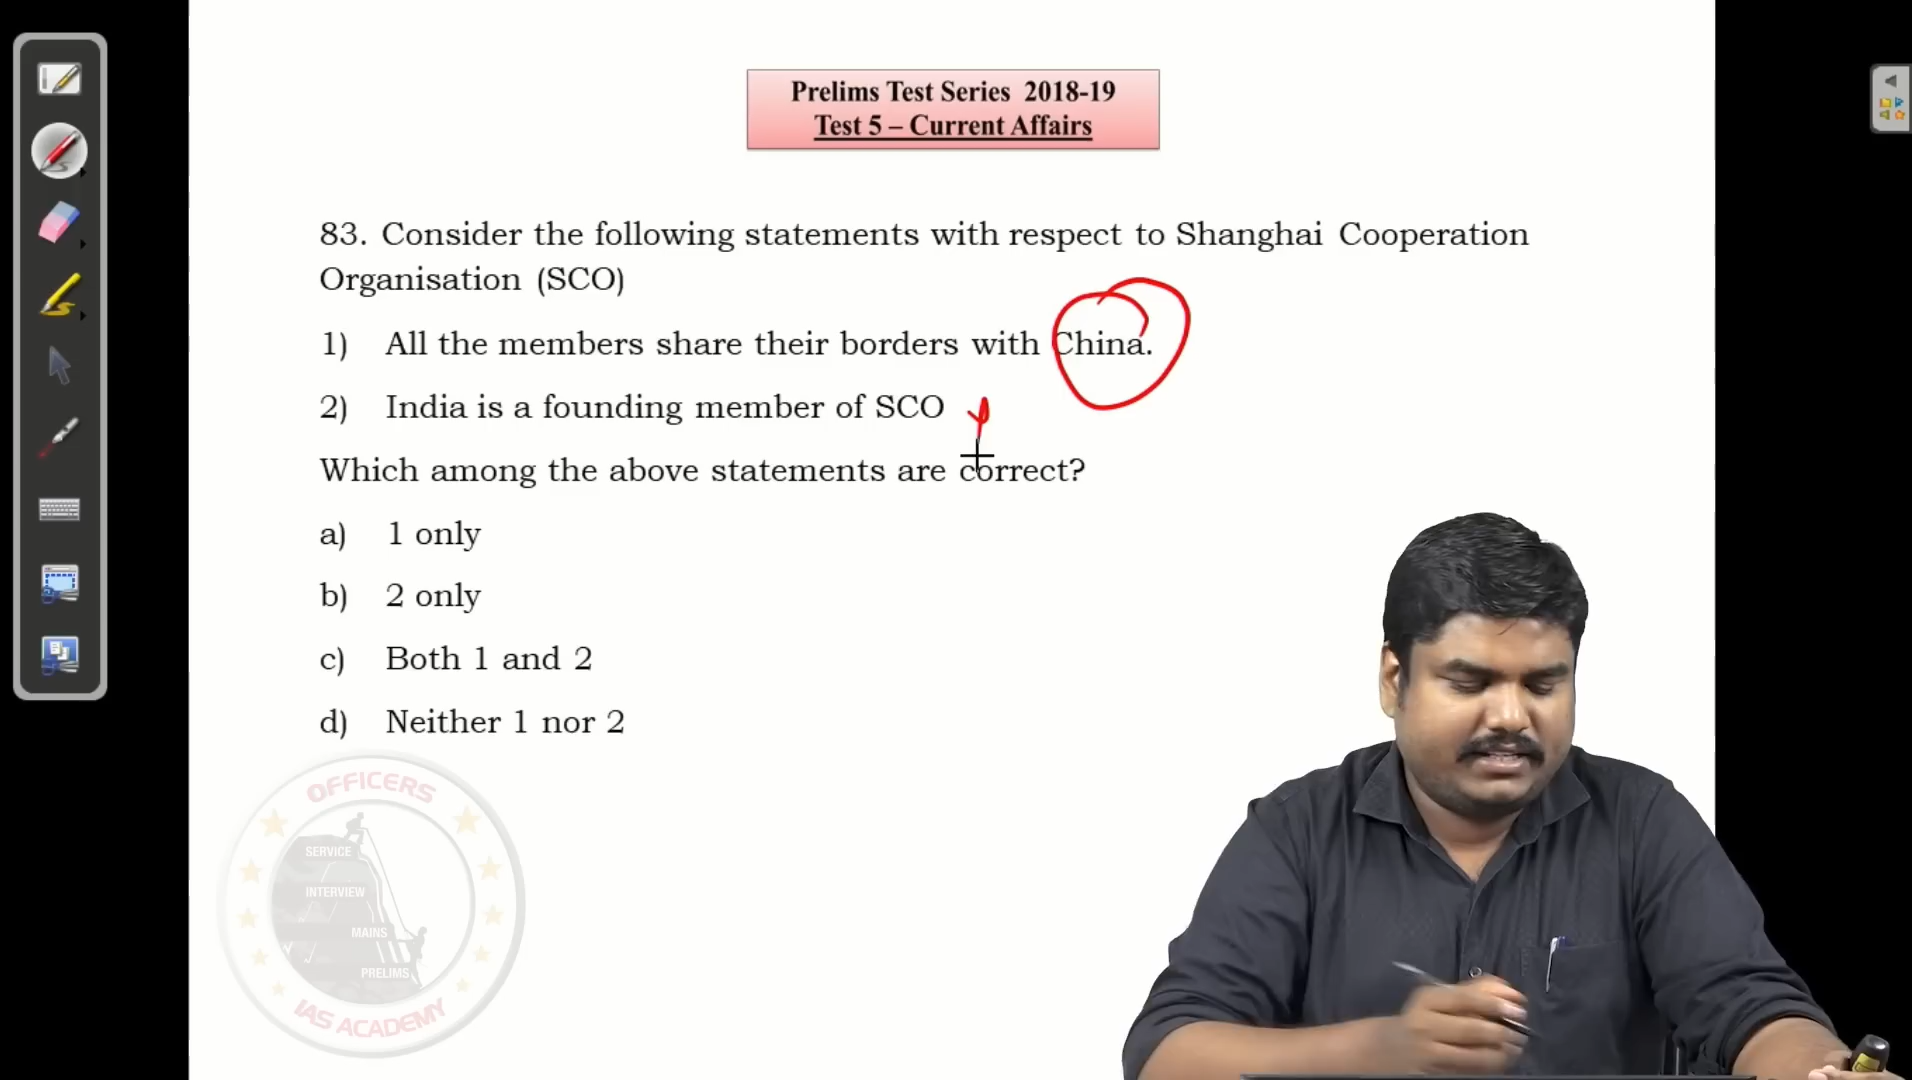 Prelims Test Series 2018-19
Test 5 – Current Affairs
83. Consider the following statements with respect to Shanghai Cooperation
Organisation (SCO)
1) All the members share their borders with China.
2) India is a founding member of SCO
Which among the above statements are correct?
a) 1 only
b) 2 only
c) Both 1 and 2
d) Neither 1 nor 2
OFFICERS
SERVICE
INTERVIEW
MAINS
PRELIMS
IAS ACADEMY